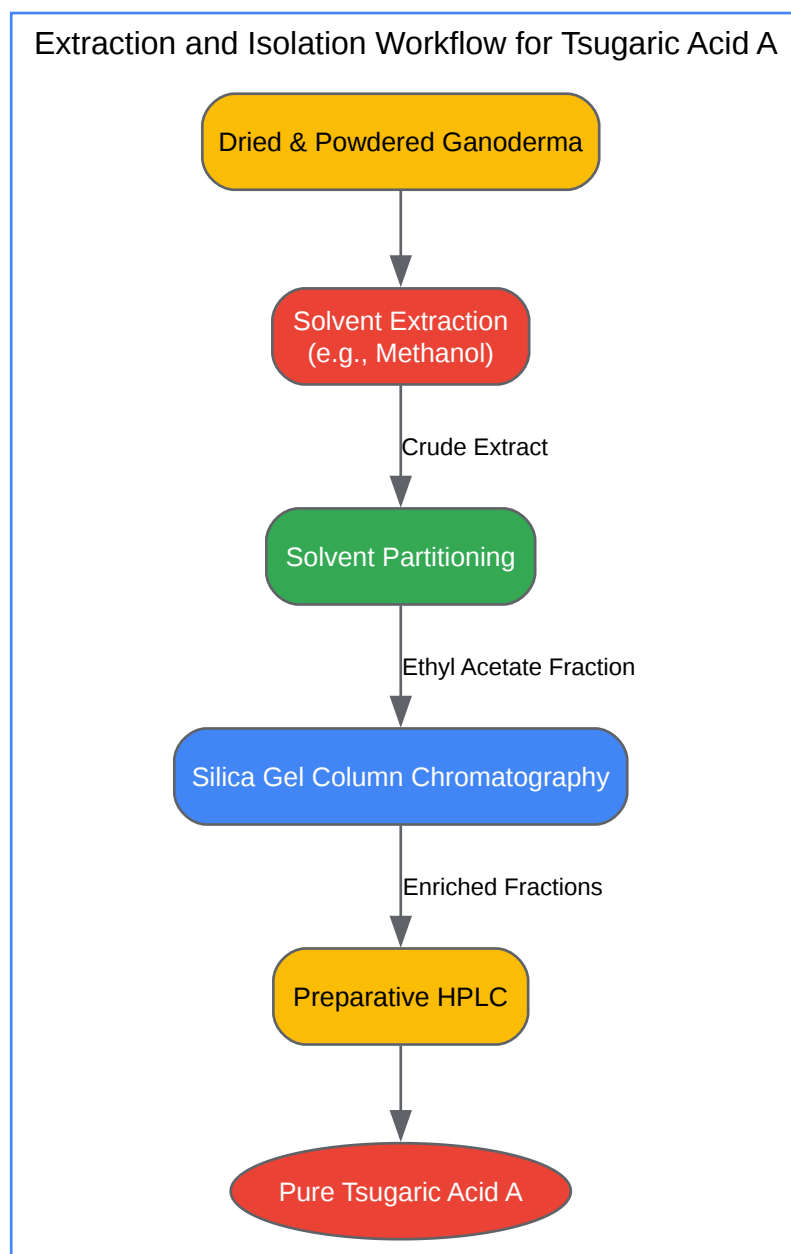 Extraction and Isolation Workflow for Tsugaric Acid A
Dried & Powdered Ganoderma
Solvent Extraction
(e.g., Methanol)
Crude Extract
Solvent Partitioning
Ethyl Acetate Fraction
Silica Gel Column Chromatography
Enriched Fractions
Preparative HPLC
Pure Tsugaric Acid A